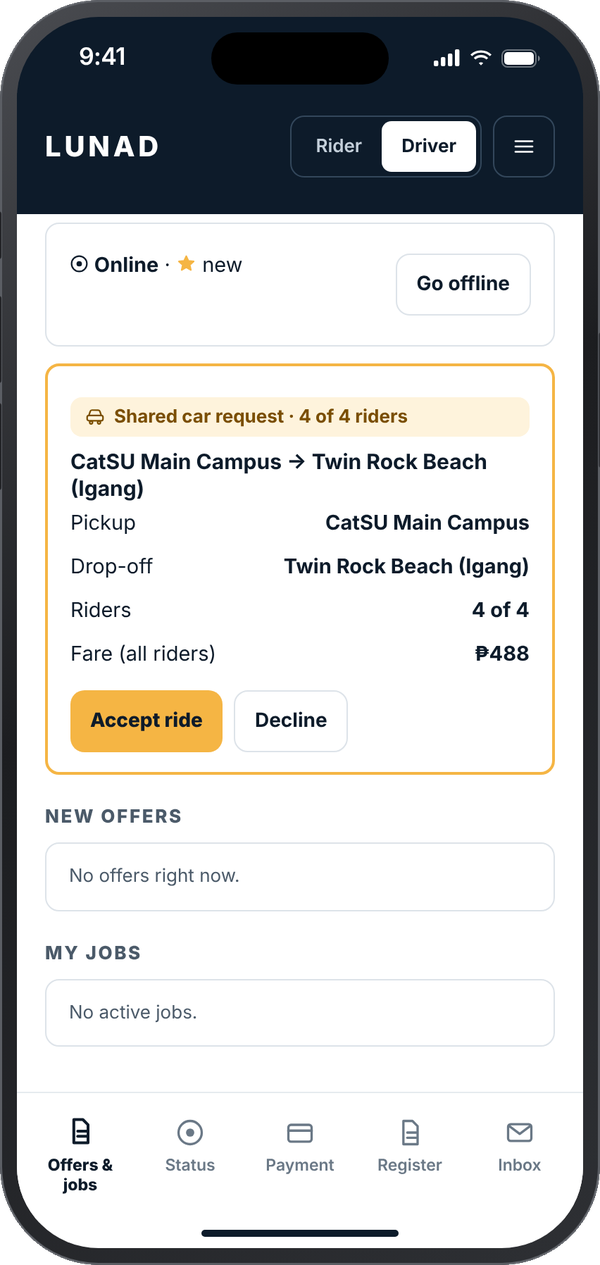 9:41
LUNAD
Rider
Driver
Online · new
Go offline
Shared car request · 4 of 4 riders
CatSU Main Campus → Twin Rock Beach
(Igang)
Pickup CatSU Main Campus
Drop-off Twin Rock Beach (Igang)
Riders 4 of 4
Fare (all riders) ₱488
Accept ride
Decline
NEW OFFERS
No offers right now.
MY JOBS
No active jobs.
Offers &
jobs
Status
Payment
Register
Inbox